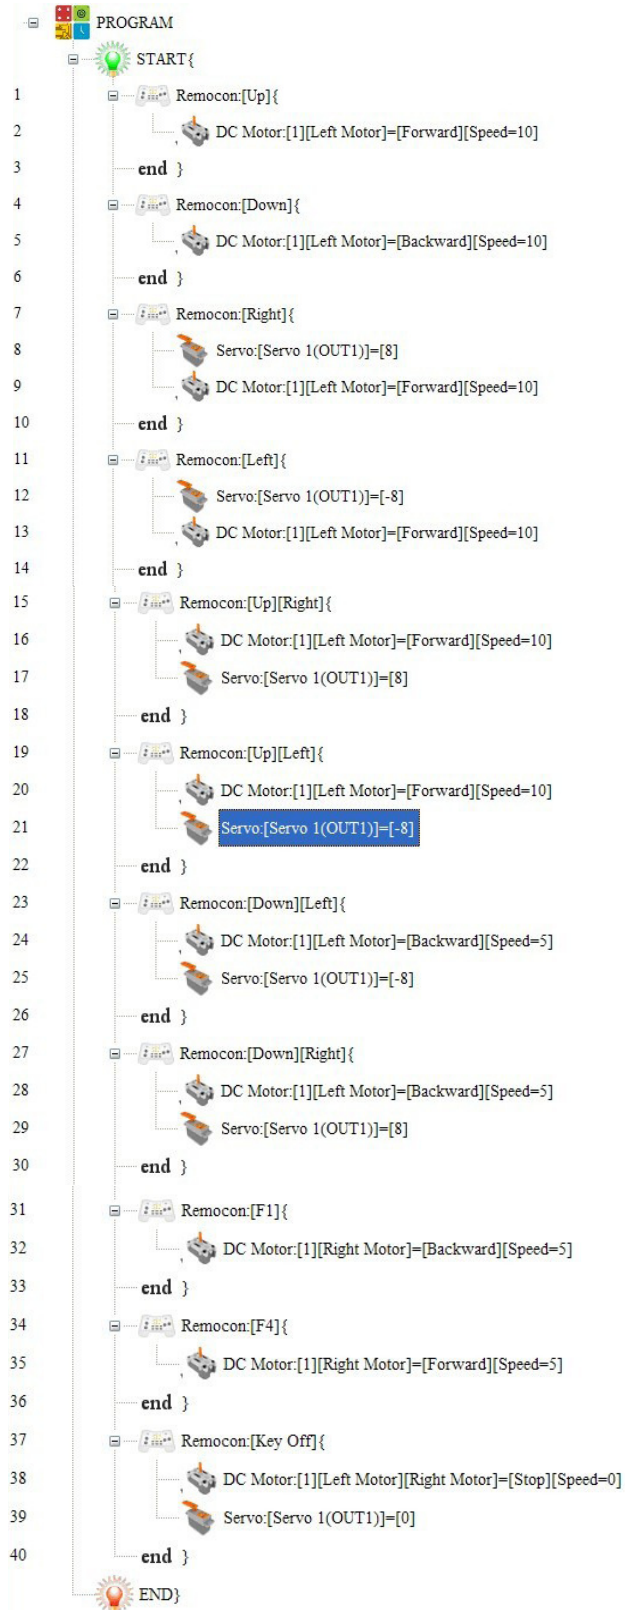 PROGRAM
START{
1 Remocon:[Up]{
2 DC Motor:[1][Left Motor]=[Forward][Speed=10]
3 end }
4 Remocon:[Down]{
5 DC Motor:[1][Left Motor]=[Backward][Speed=10]
6 end }
7 Remocon:[Right]{
8 Servo:[Servo 1(OUT1)]=[8]
9 DC Motor:[1][Left Motor]=[Forward][Speed=10]
10 end }
11 Remocon:[Left]{
12 Servo:[Servo 1(OUT1)]=[-8]
13 DC Motor:[1][Left Motor]=[Forward][Speed=10]
14 end }
15 Remocon:[Up][Right]{
16 DC Motor:[1][Left Motor]=[Forward][Speed=10]
17 Servo:[Servo 1(OUT1)]=[8]
18 end }
19 Remocon:[Up][Left]{
20 DC Motor:[1][Left Motor]=[Forward][Speed=10]
21 Servo:[Servo 1(OUT1)]=[-8]
22 end }
23 Remocon:[Down][Left]{
24 DC Motor:[1][Left Motor]=[Backward][Speed=5]
25 Servo:[Servo 1(OUT1)]=[-8]
26 end }
27 Remocon:[Down][Right]{
28 DC Motor:[1][Left Motor]=[Backward][Speed=5]
29 Servo:[Servo 1(OUT1)]=[8]
30 end }
31 Remocon:[F1]{
32 DC Motor:[1][Right Motor]=[Backward][Speed=5]
33 end }
34 Remocon:[F4]{
35 DC Motor:[1][Right Motor]=[Forward][Speed=5]
36 end }
37 Remocon:[Key Off]{
38 DC Motor:[1][Left Motor][Right Motor]=[Stop][Speed=0]
39 Servo:[Servo 1(OUT1)]=[0]
40 end }
END}